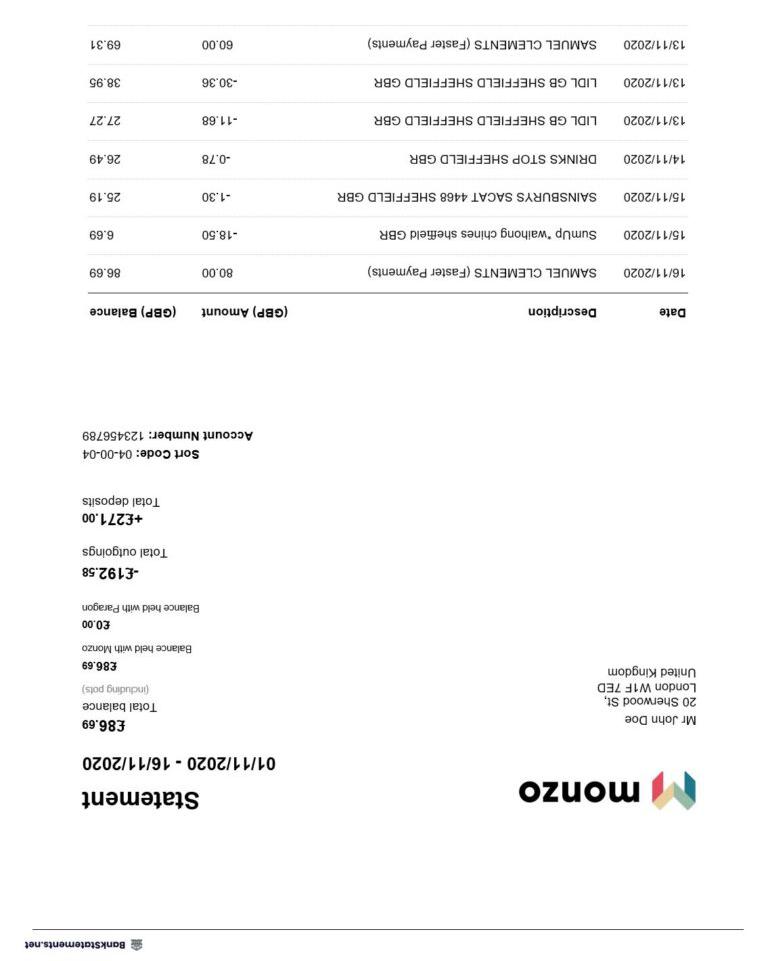 BankStatements.net
monzo
Statement
01/11/2020 - 16/11/2020
Mr John Doe
20 Sherwood St,
London W1F 7ED
United Kingdom
£86.69
Total balance
(including pots)
£86.69
Balance held with Monzo
£0.00
Balance held with Paragon
-£192.58
Total outgoings
+£271.00
Total deposits
Sort Code: 04-00-04
Account Number: 123456789
Date Description (GBP) Amount (GBP) Balance
16/11/2020 SAMUEL CLEMENTS (Faster Payments) 80.00 86.69
15/11/2020 SumUp *waihong chines sheffield GBR -18.50 6.69
15/11/2020 SAINSBURYS SACAT 4468 SHEFFIELD GBR -1.30 25.19
14/11/2020 DRINKS STOP SHEFFIELD GBR -0.78 26.49
13/11/2020 LIDL GB SHEFFIELD SHEFFIELD GBR -11.68 27.27
13/11/2020 LIDL GB SHEFFIELD SHEFFIELD GBR -30.36 38.95
13/11/2020 SAMUEL CLEMENTS (Faster Payments) 60.00 69.31